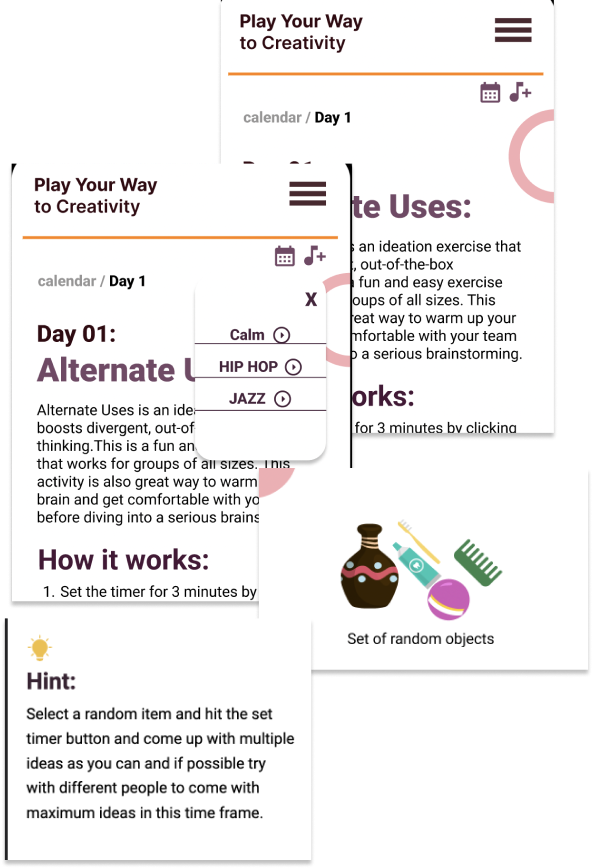 Play Your Way
to Creativity
calendar / Day 1
te Uses:
an ideation exercise that
out-of-the-box
fun and easy exercise
oups of all sizes. This
reat way to warm up your
mfortable with your team
o a serious brainstorming.
orks:
for 3 minutes by clicking
Play Your Way
to Creativity
calendar / Day 1
X
Calm
HIP HOP
JAZZ
Day 01:
Alternate U
Alternate Uses is an idea
boosts divergent, out-of
thinking.This is a fun an
that works for groups of all sizes. This
activity is also great way to warm
brain and get comfortable with yo
before diving into a serious brains
How it works:
1. Set the timer for 3 minutes by
Set of random objects
Hint:
Select a random item and hit the set
timer button and come up with multiple
ideas as you can and if possible try
with different people to come with
maximum ideas in this time frame.